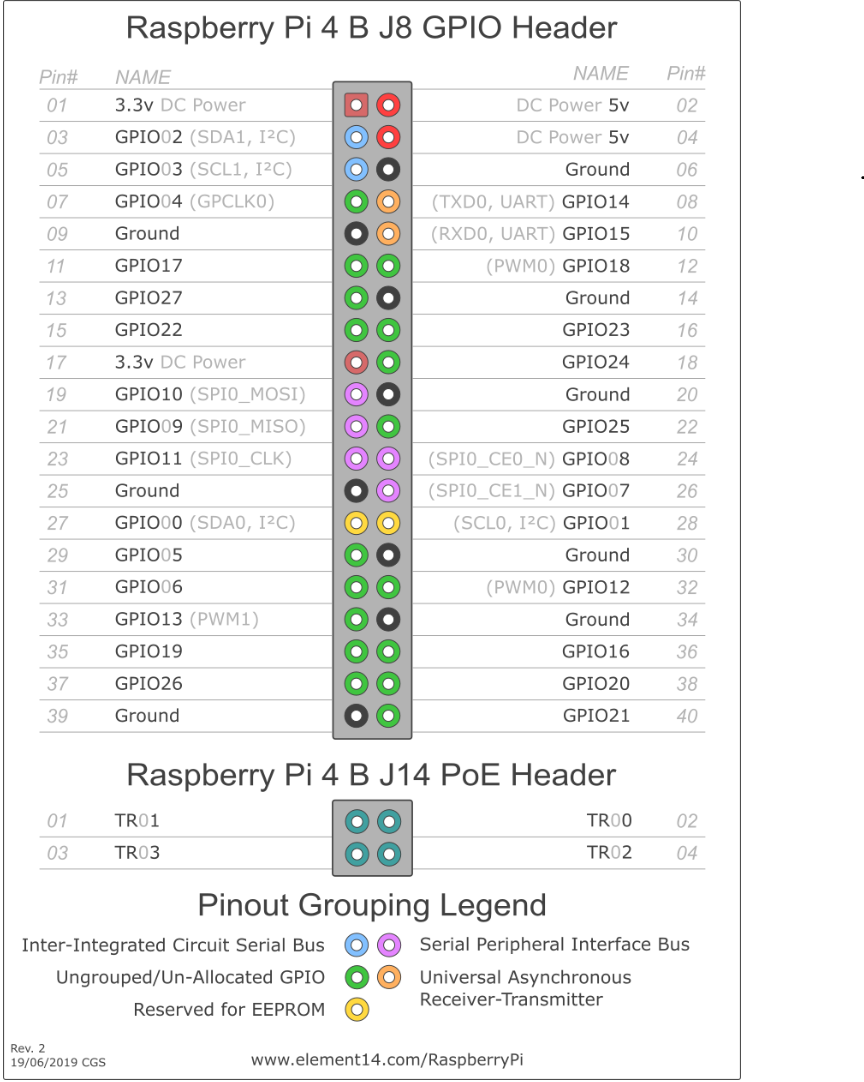 Raspberry Pi 4 B J8 GPIO Header
Pin# NAME NAME Pin#
01 3.3v DC Power DC Power 5v 02
03 GPIO02 (SDA1, I²C) DC Power 5v 04
05 GPIO03 (SCL1, I²C) Ground 06
07 GPIO04 (GPCLK0) (TXD0, UART) GPIO14 08
09 Ground (RXD0, UART) GPIO15 10
11 GPIO17 (PWM0) GPIO18 12
13 GPIO27 Ground 14
15 GPIO22 GPIO23 16
17 3.3v DC Power GPIO24 18
19 GPIO10 (SPI0_MOSI) Ground 20
21 GPIO09 (SPI0_MISO) GPIO25 22
23 GPIO11 (SPI0_CLK) (SPI0_CE0_N) GPIO08 24
25 Ground (SPI0_CE1_N) GPIO07 26
27 GPIO00 (SDA0, I²C) (SCL0, I²C) GPIO01 28
29 GPIO05 Ground 30
31 GPIO06 (PWM0) GPIO12 32
33 GPIO13 (PWM1) Ground 34
35 GPIO19 GPIO16 36
37 GPIO26 GPIO20 38
39 Ground GPIO21 40
Raspberry Pi 4 B J14 PoE Header
01 TR01 TR00 02
03 TR03 TR02 04
Pinout Grouping Legend
Inter-Integrated Circuit Serial Bus Serial Peripheral Interface Bus
Ungrouped/Un-Allocated GPIO Universal Asynchronous
Receiver-Transmitter
Reserved for EEPROM
Rev. 2
19/06/2019 CGS www.element14.com/RaspberryPi